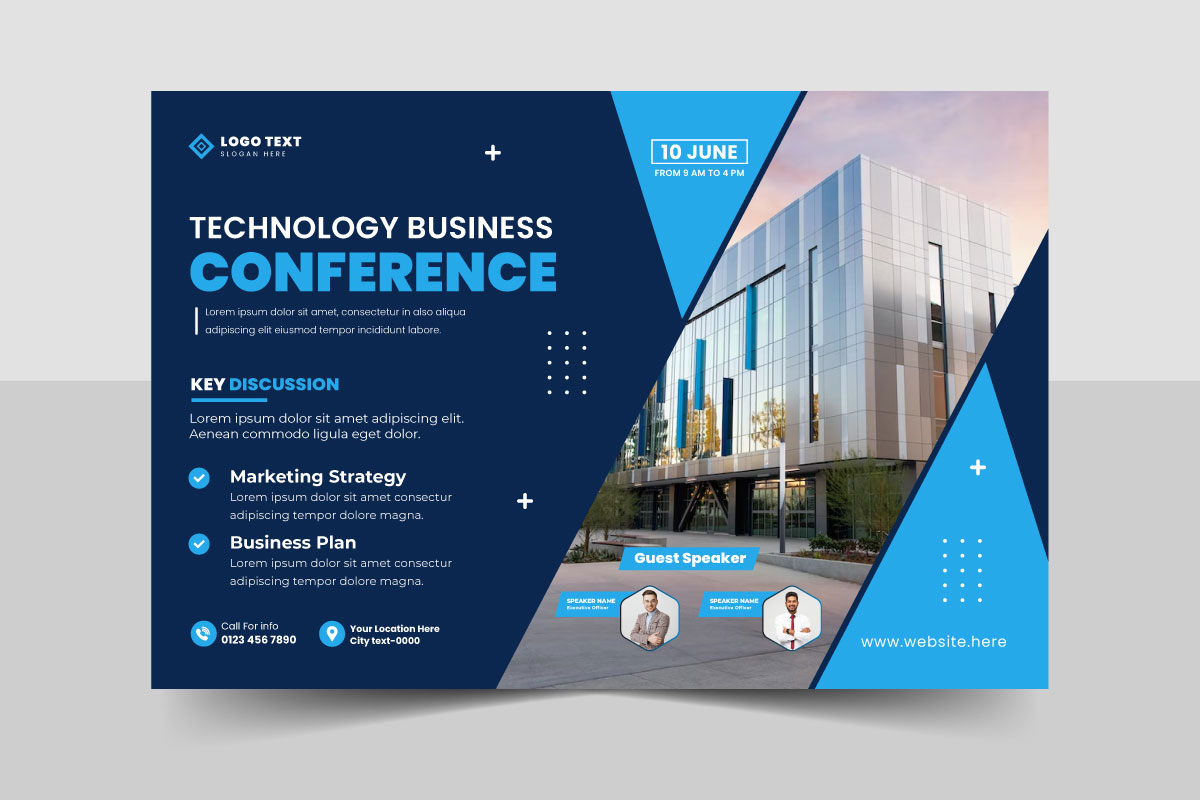 LOGO TEXT
SLOGAN HERE
10 JUNE
FROM 9 AM TO 4 PM
TECHNOLOGY BUSINESS
CONFERENCE
Lorem ipsum dolor sit amet, consectetur in also aliqua
adipiscing elit eiusmod tempor incididunt labore.
KEY DISCUSSION
Lorem ipsum dolor sit amet adipiscing elit.
Aenean commodo ligula eget dolor.
Marketing Strategy
Lorem ipsum dolor sit amet consectur
adipiscing tempor dolore magna.
Business Plan
Lorem ipsum dolor sit amet consectur
adipiscing tempor dolore magna.
Call For info
0123 456 7890
Your Location Here
City text-0000
Guest Speaker
SPEAKER NAME
Executive Officer
SPEAKER NAME
Executive Officer
www.website.here